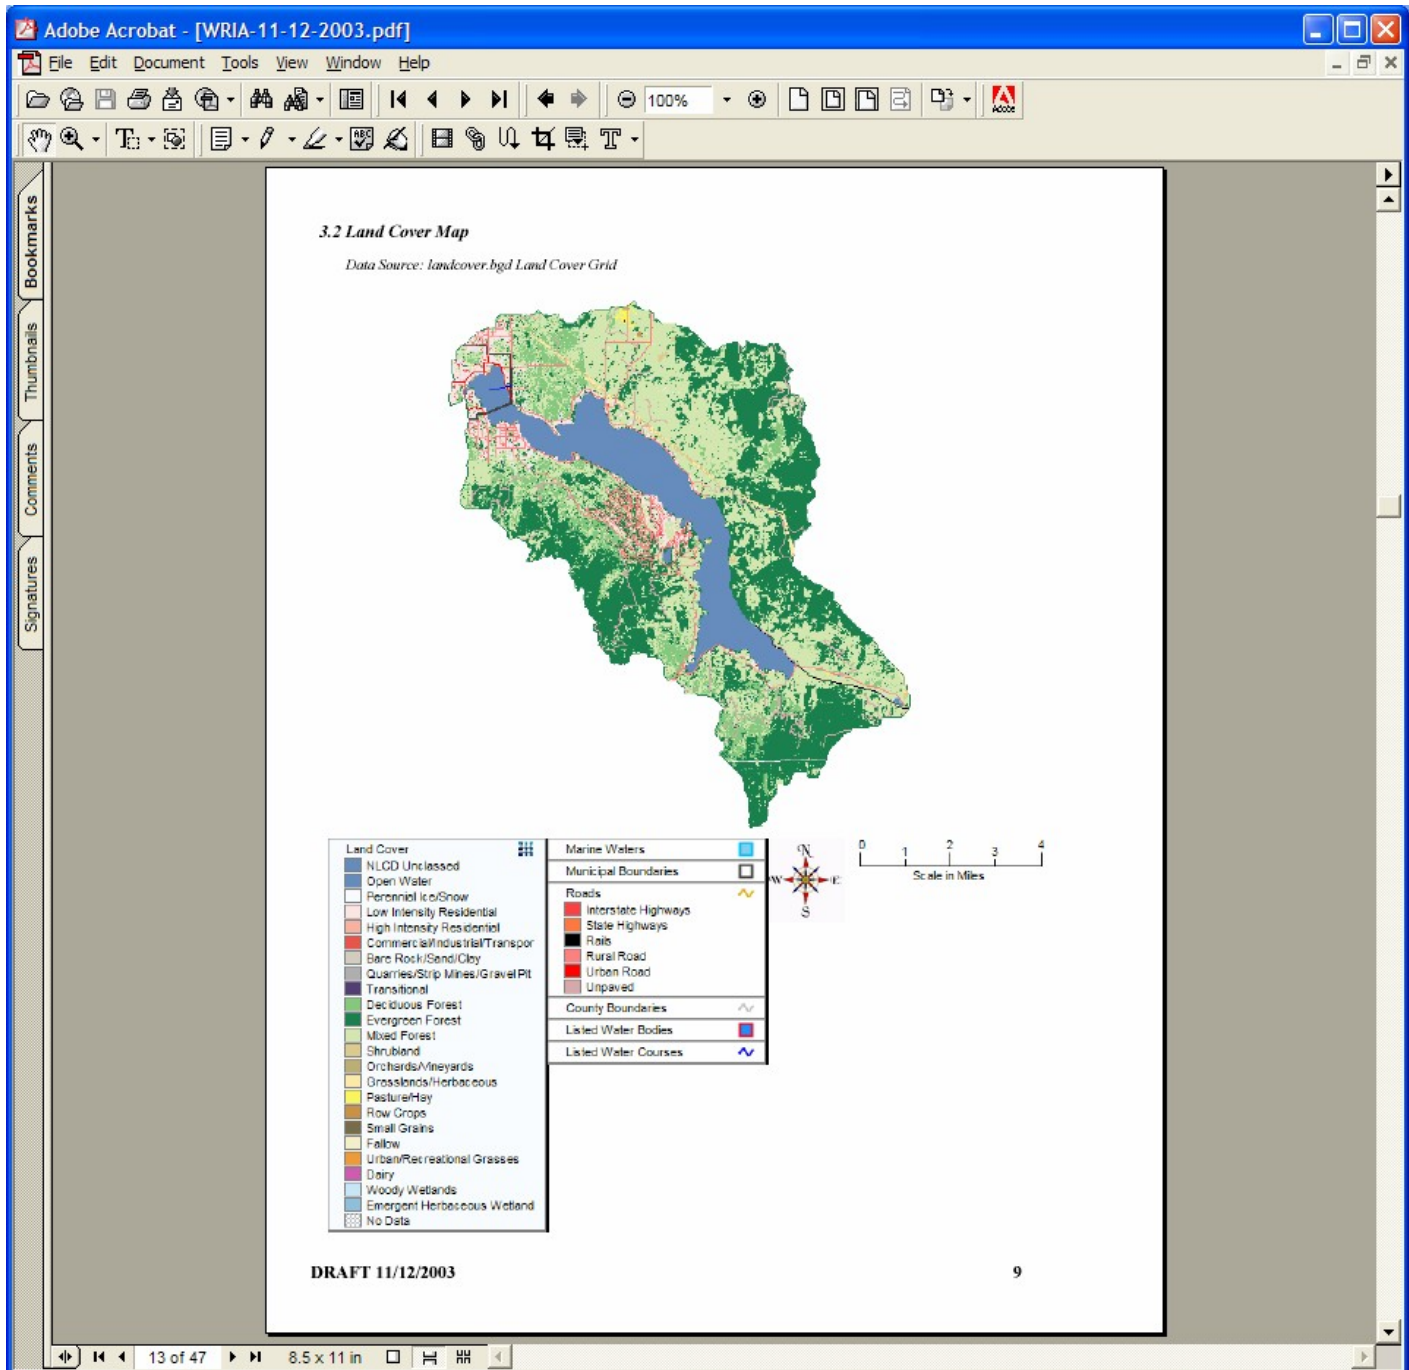 Adobe Acrobat - [WRIA-11-12-2003.pdf]
File Edit Document Tools View Window Help
100%
Adobe
Bookmarks
Thumbnails
Comments
Signatures
3.2 Land Cover Map
Data Source: landcover.bgd Land Cover Grid
Land Cover
NLCD Unclassed
Open Water
Perennial Ice/Snow
Low Intensity Residential
High Intensity Residential
Commercial/Industrial/Transpor
Bare Rock/Sand/Clay
Quarries/Strip Mines/Gravel Pit
Transitional
Deciduous Forest
Evergreen Forest
Mixed Forest
Shrubland
Orchards/Vineyards
Grasslands/Herbaceous
Pasture/Hay
Row Crops
Small Grains
Fallow
Urban/Recreational Grasses
Dairy
Woody Wetlands
Emergent Herbaceous Wetland
No Data
Marine Waters
Municipal Boundaries
Roads
Interstate Highways
State Highways
Rails
Rural Road
Urban Road
Unpaved
County Boundaries
Listed Water Bodies
Listed Water Courses
N
W E
S
0 1 2 3 4
Scale in Miles
DRAFT 11/12/2003 9
13 of 47 8.5 x 11 in